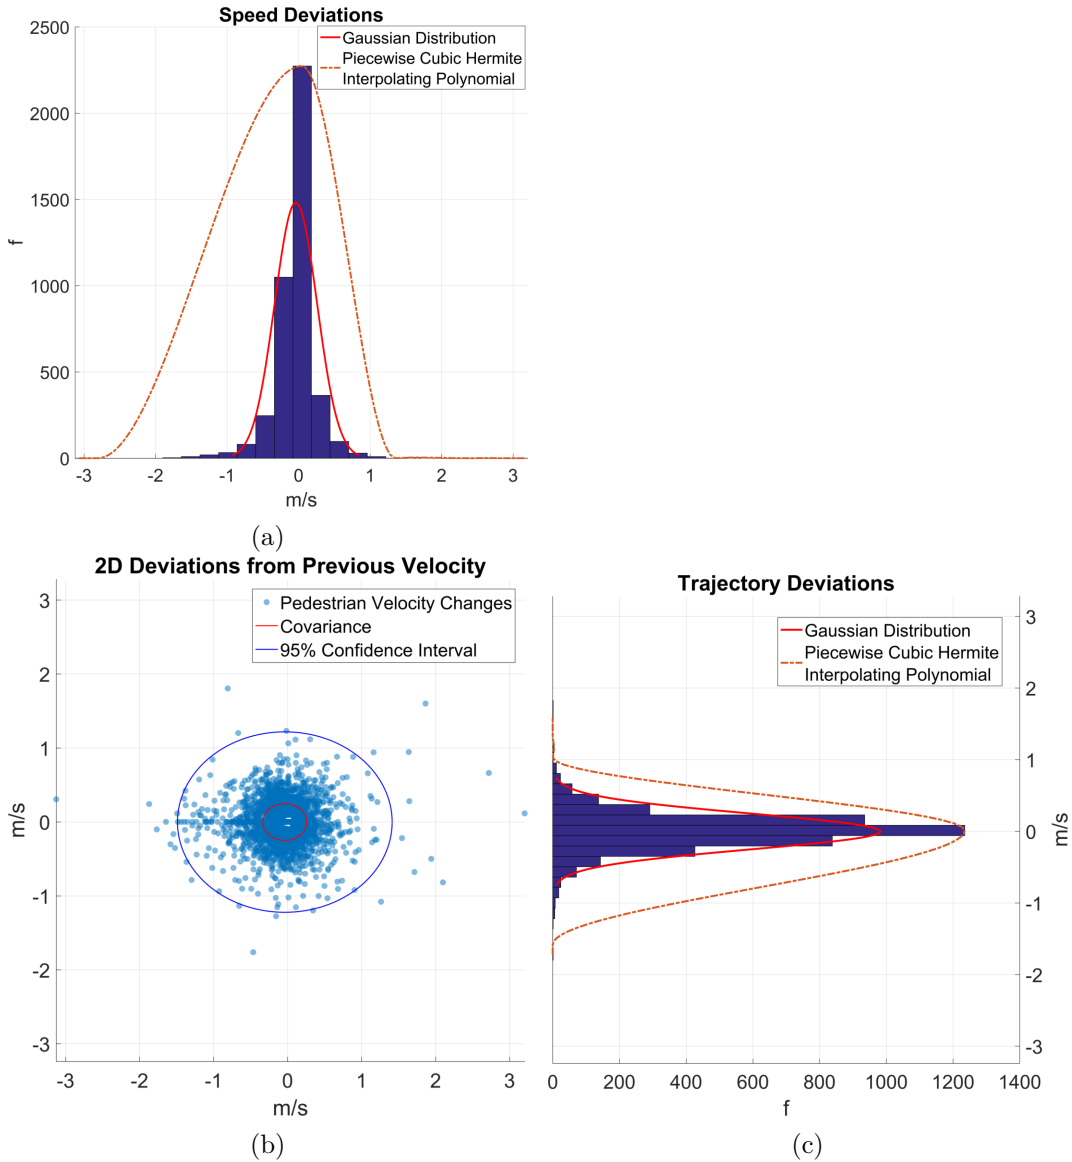 Speed Deviations
Gaussian Distribution
Piecewise Cubic Hermite
Interpolating Polynomial
2500
2000
1500
1000
500
0
f
-3 -2 -1 0 1 2 3
m/s
(a)
2D Deviations from Previous Velocity
Pedestrian Velocity Changes
Covariance
95% Confidence Interval
3
2
1
0
-1
-2
-3
m/s
-3 -2 -1 0 1 2 3
m/s
(b)
Trajectory Deviations
Gaussian Distribution
Piecewise Cubic Hermite
Interpolating Polynomial
3
2
1
0
-1
-2
-3
m/s
0 200 400 600 800 1000 1200 1400
f
(c)